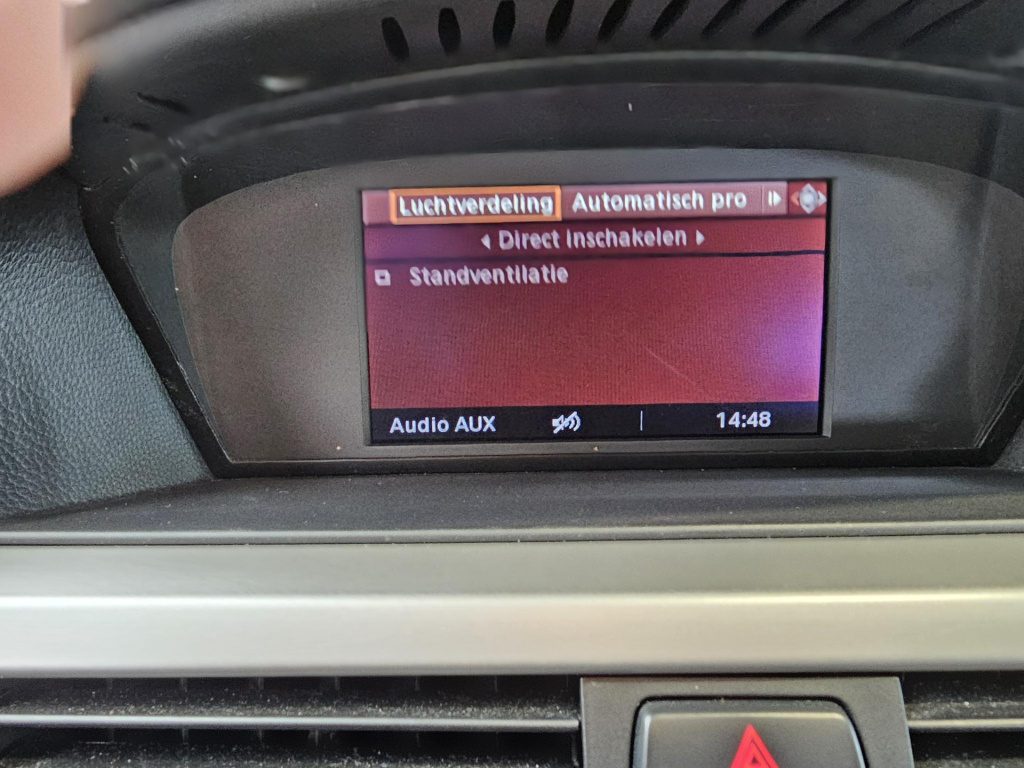 Luchtverdeling Automatisch pro
Direct inschakelen
Standventilatie
Audio AUX 14:48